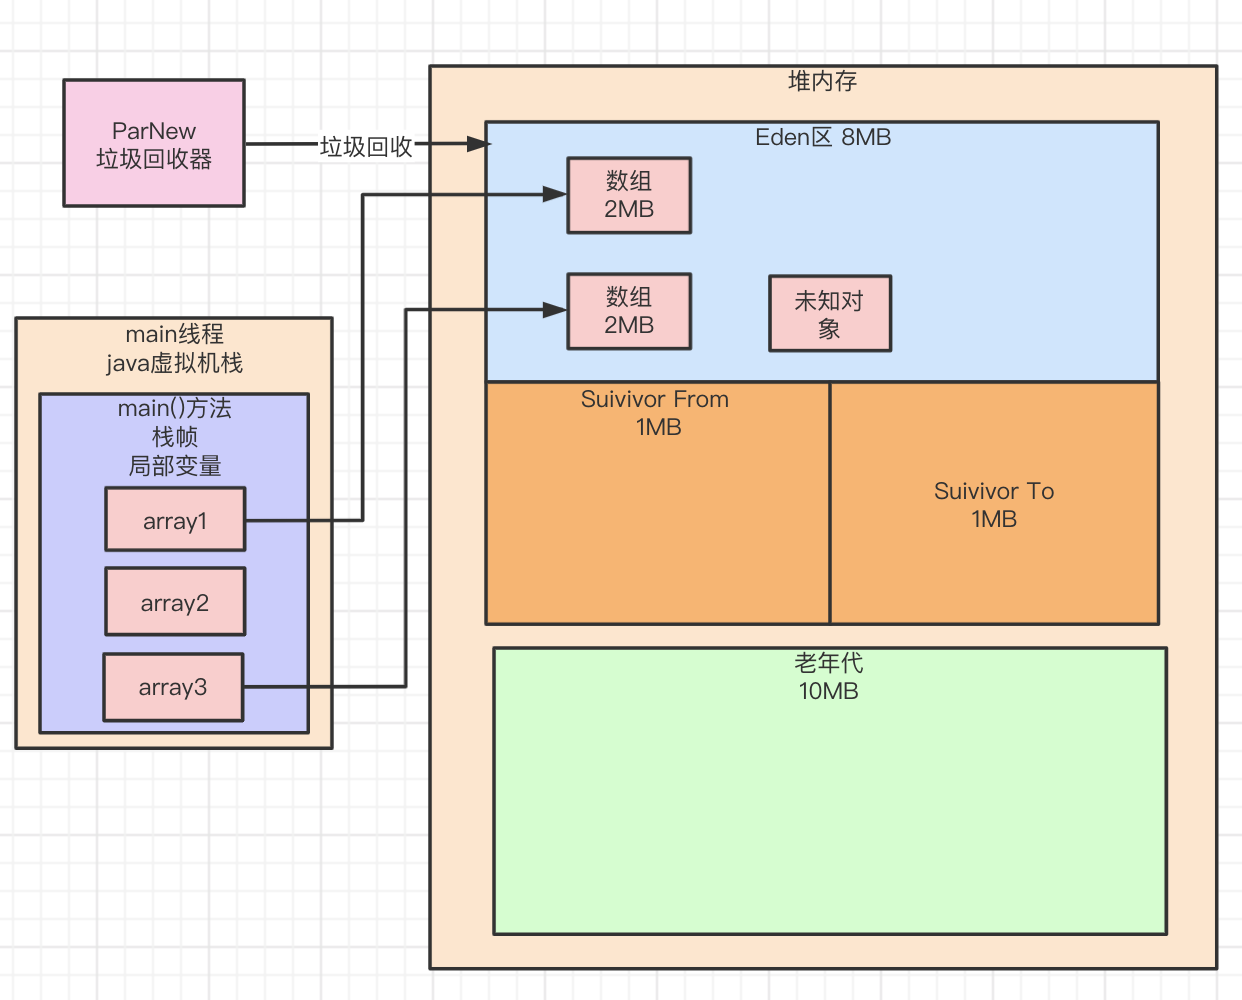 堆内存
ParNew
垃圾回收器
垃圾回收
Eden区 8MB
数组
2MB
数组
2MB
未知对
象
main线程
java虚拟机栈
main()方法
栈帧
局部变量
array1
array2
array3
Suivivor From
1MB
Suivivor To
1MB
老年代
10MB